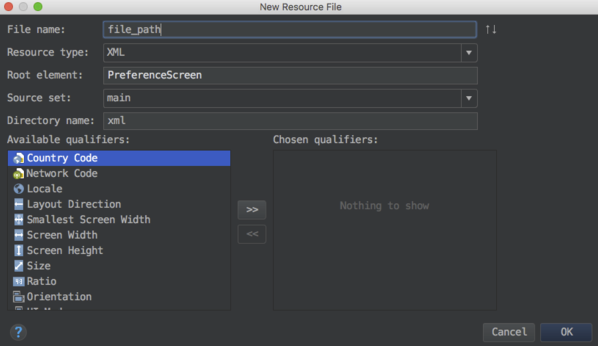 New Resource File
File name: file_path ↑↓
Resource type: XML
Root element: PreferenceScreen
Source set: main
Directory name: xml
Available qualifiers: Chosen qualifiers:
Country Code
Network Code
Locale
Layout Direction
Smallest Screen Width
Screen Width
Screen Height
Size
Ratio
Orientation
>>
<<
Nothing to show
? Cancel OK